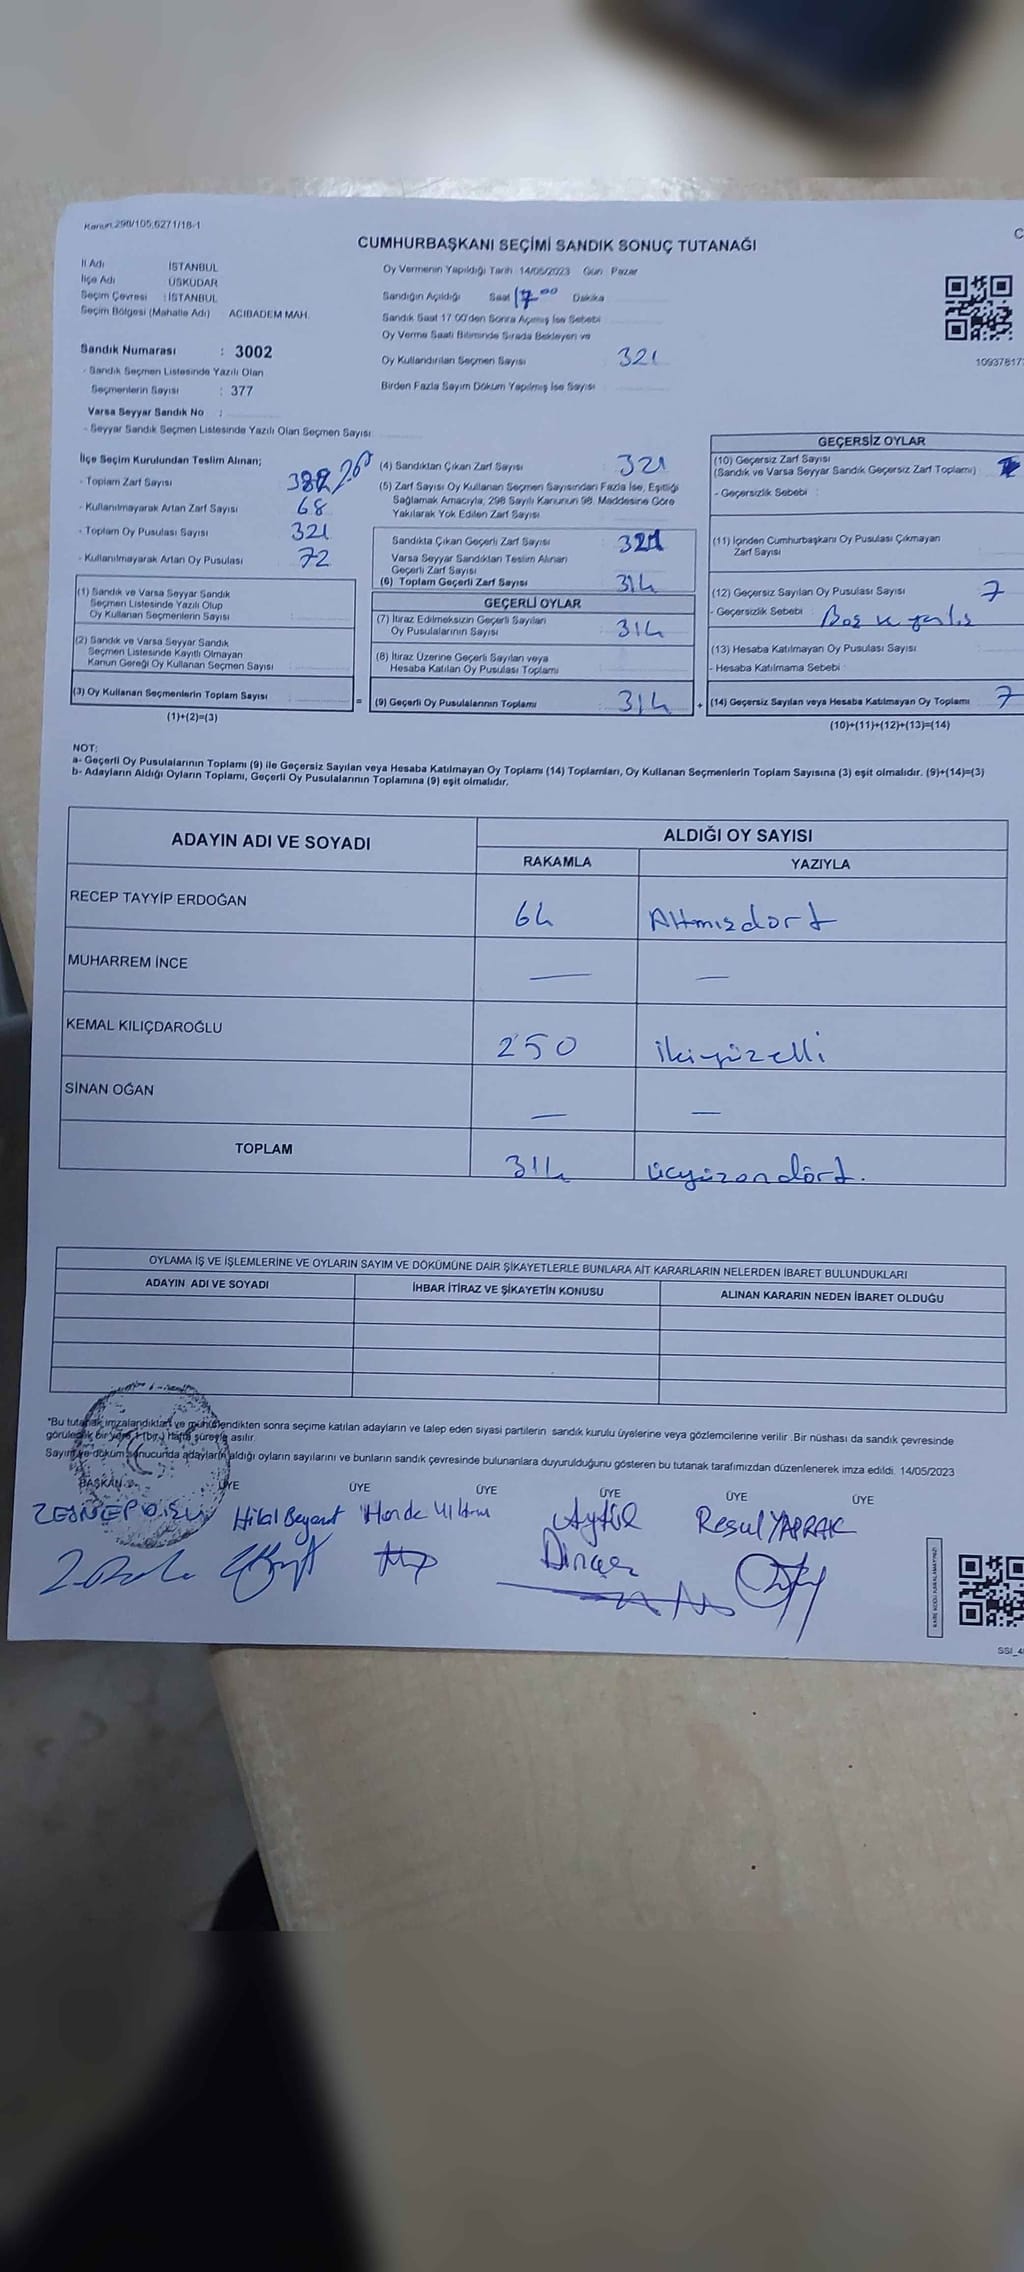 Kanun.298/105,6271/18-1
CUMHURBAŞKANI SEÇİMİ SANDIK SONUÇ TUTANAĞI
İl Adı İSTANBUL
İlçe Adı ÜSKÜDAR
Seçim Çevresi : İSTANBUL
Seçim Bölgesi (Mahalle Adı) ACIBADEM MAH.
Sandık Numarası : 3002
- Sandık Seçmen Listesinde Yazılı Olan
Seçmenlerin Sayısı : 377
Varsa Seyyar Sandık No :
- Seyyar Sandık Seçmen Listesinde Yazılı Olan Seçmen Sayısı:
Oy Vermenin Yapıldığı Tarih 14/05/2023 Gün Pazar
Sandığın Açıldığı Saat 17 00 Dakika
Sandık Saat 17 00'den Sonra Açılmış İse Sebebi
Oy Verme Saati Bitiminde Sırada Bekleyen ve
Oy Kullandırılan Seçmen Sayısı 321
Birden Fazla Sayım Döküm Yapılmış İse Sayısı
10937817
İlçe Seçim Kurulundan Teslim Alınan;
- Toplam Zarf Sayısı
- Kullanılmayarak Artan Zarf Sayısı 68
- Toplam Oy Pusulası Sayısı 321
- Kullanılmayarak Artan Oy Pusulası 72
(1) Sandık ve Varsa Seyyar Sandık
Seçmen Listesinde Yazılı Olup
Oy Kullanan Seçmenlerin Sayısı
(2) Sandık ve Varsa Seyyar Sandık
Seçmen Listesinde Kayıtlı Olmayan
Kanun Gereği Oy Kullanan Seçmen Sayısı
(3) Oy Kullanan Seçmenlerin Toplam Sayısı =
(1)+(2)=(3)
(4) Sandıktan Çıkan Zarf Sayısı : 321
(5) Zarf Sayısı Oy Kullanan Seçmen Sayısından Fazla İse, Eşitliği
Sağlamak Amacıyla, 298 Sayılı Kanunun 98. Maddesine Göre
Yakılarak Yok Edilen Zarf Sayısı
Sandıkta Çıkan Geçerli Zarf Sayısı : 321
Varsa Seyyar Sandıktan Teslim Alınan
Geçerli Zarf Sayısı
(6) Toplam Geçerli Zarf Sayısı 314
GEÇERLİ OYLAR
(7) İtiraz Edilmeksizin Geçerli Sayılan
Oy Pusulalarının Sayısı 314
(8) İtiraz Üzerine Geçerli Sayılan veya
Hesaba Katılan Oy Pusulası Toplamı
(9) Geçerli Oy Pusulalarının Toplamı 314 +
GEÇERSİZ OYLAR
(10) Geçersiz Zarf Sayısı
(Sandık ve Varsa Seyyar Sandık Geçersiz Zarf Toplamı)
- Geçersizlik Sebebi :
(11) İçinden Cumhurbaşkanı Oy Pusulası Çıkmayan
Zarf Sayısı
(12) Geçersiz Sayılan Oy Pusulası Sayısı 7
- Geçersizlik Sebebi : Boş
(13) Hesaba Katılmayan Oy Pusulası Sayısı
- Hesaba Katılmama Sebebi
(14) Geçersiz Sayılan veya Hesaba Katılmayan Oy Toplamı 7
(10)+(11)+(12)+(13)=(14)
NOT:
a- Geçerli Oy Pusulalarının Toplamı (9) ile Geçersiz Sayılan veya Hesaba Katılmayan Oy Toplamı (14) Toplamları, Oy Kullanan Seçmenlerin Toplam Sayısına (3) eşit olmalıdır. (9)+(14)=(3)
b- Adayların Aldığı Oyların Toplamı, Geçerli Oy Pusulalarının Toplamına (9) eşit olmalıdır.
ADAYIN ADI VE SOYADI ALDIĞI OY SAYISI
RAKAMLA YAZIYLA
RECEP TAYYİP ERDOĞAN 64 Altmışdört
MUHARREM İNCE — —
KEMAL KILIÇDAROĞLU 250 ikiyüzelli
SİNAN OĞAN — —
TOPLAM 314 üçyüzondört.
OYLAMA İŞ VE İŞLEMLERİNE VE OYLARIN SAYIM VE DÖKÜMÜNE DAİR ŞİKAYETLERLE BUNLARA AİT KARARLARIN NELERDEN İBARET BULUNDUKLARI
ADAYIN ADI VE SOYADI İHBAR İTİRAZ VE ŞİKAYETİN KONUSU ALINAN KARARIN NEDEN İBARET OLDUĞU
*Bu tutanak imzalandıktan ve mühürlendikten sonra seçime katılan adayların ve talep eden siyasi partilerin sandık kurulu üyelerine veya gözlemcilerine verilir .Bir nüshası da sandık çevresinde
görülecek bir yere 1 (bir) hafta süreyle asılır.
Sayım ve döküm sonucunda adayların aldığı oyların sayılarını ve bunların sandık çevresinde bulunanlara duyurulduğunu gösteren bu tutanak tarafımızdan düzenlenerek imza edildi. 14/05/2023
BAŞKAN ÜYE ÜYE ÜYE ÜYE ÜYE ÜYE
ZEYNEP Hilal Hande Aytül Resul YAPRAK
Dinçer
KARE KODU KARALAMAYINIZ!